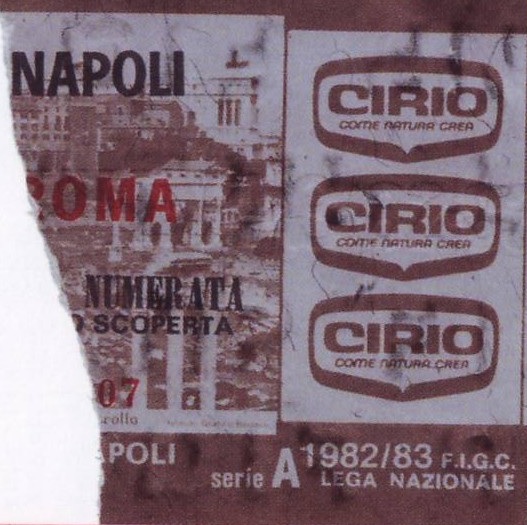 NAPOLI
ROMA
NUMERATA
O SCOPERTA
07
APOLI
CIRIO
COME NATURA CREA
CIRIO
COME NATURA CREA
CIRIO
COME NATURA CREA
serie A 1982/83 F.I.G.C.
LEGA NAZIONALE